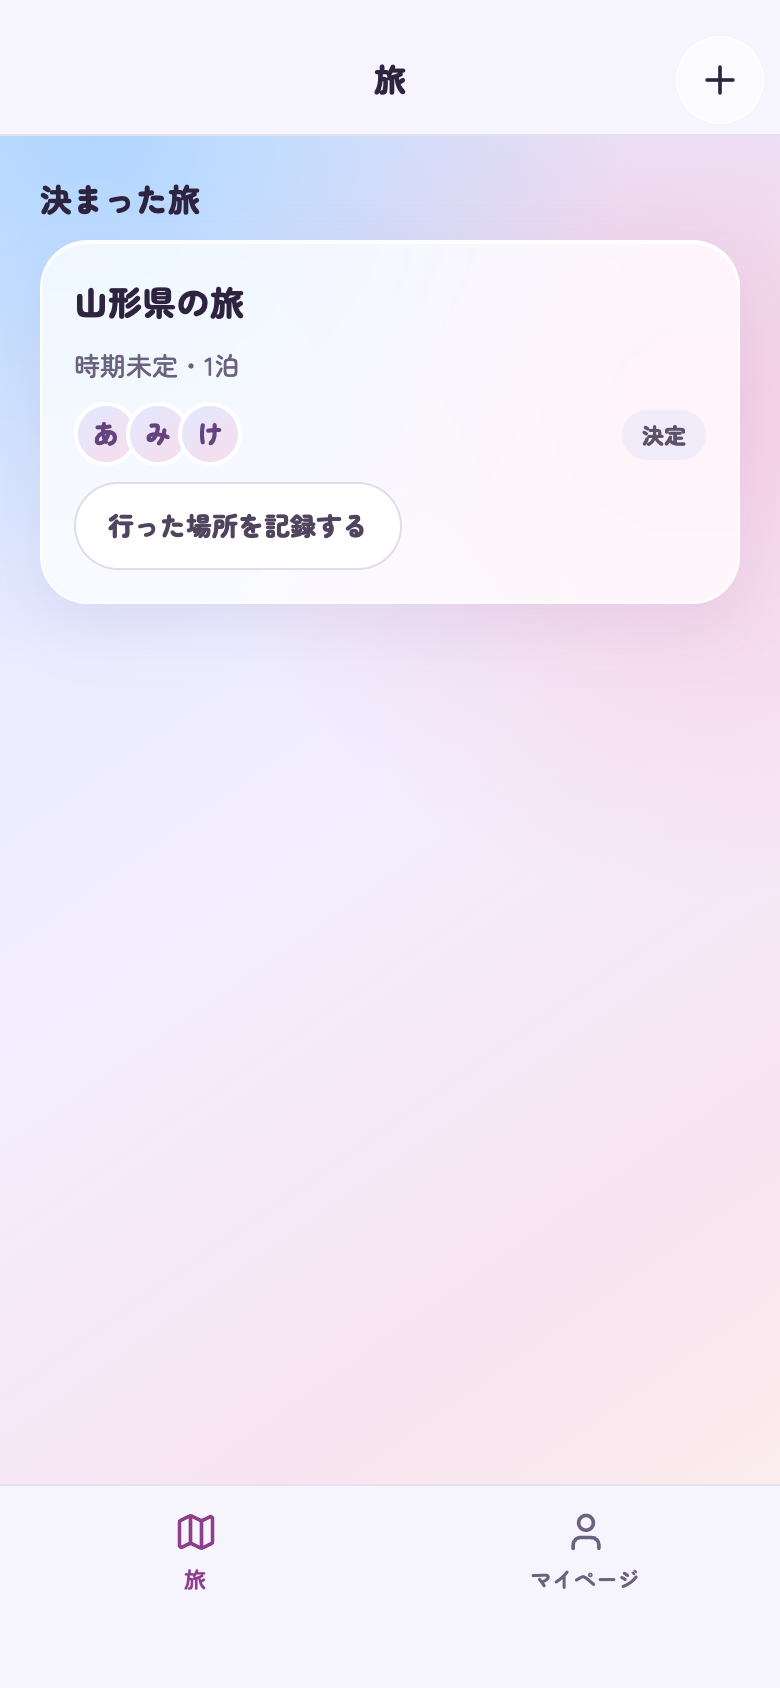 旅
決まった旅
山形県の旅
時期未定・1泊
あ み け
決定
行った場所を記録する
旅
マイページ